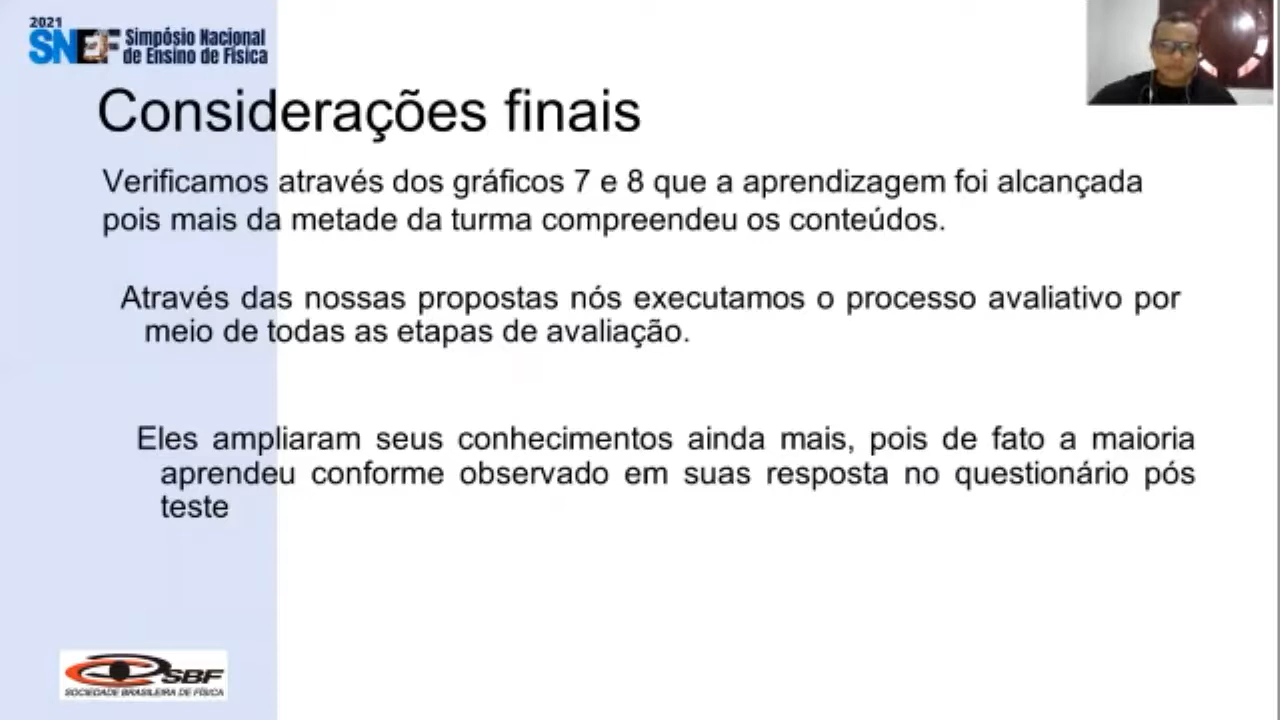 2021
SNEF Simpósio Nacional
de Ensino de Física
Considerações finais
Verificamos através dos gráficos 7 e 8 que a aprendizagem foi alcançada
pois mais da metade da turma compreendeu os conteúdos.
Através das nossas propostas nós executamos o processo avaliativo por
meio de todas as etapas de avaliação.
Eles ampliaram seus conhecimentos ainda mais, pois de fato a maioria
aprendeu conforme observado em suas resposta no questionário pós
teste
SBF
SOCIEDADE BRASILEIRA DE FÍSICA